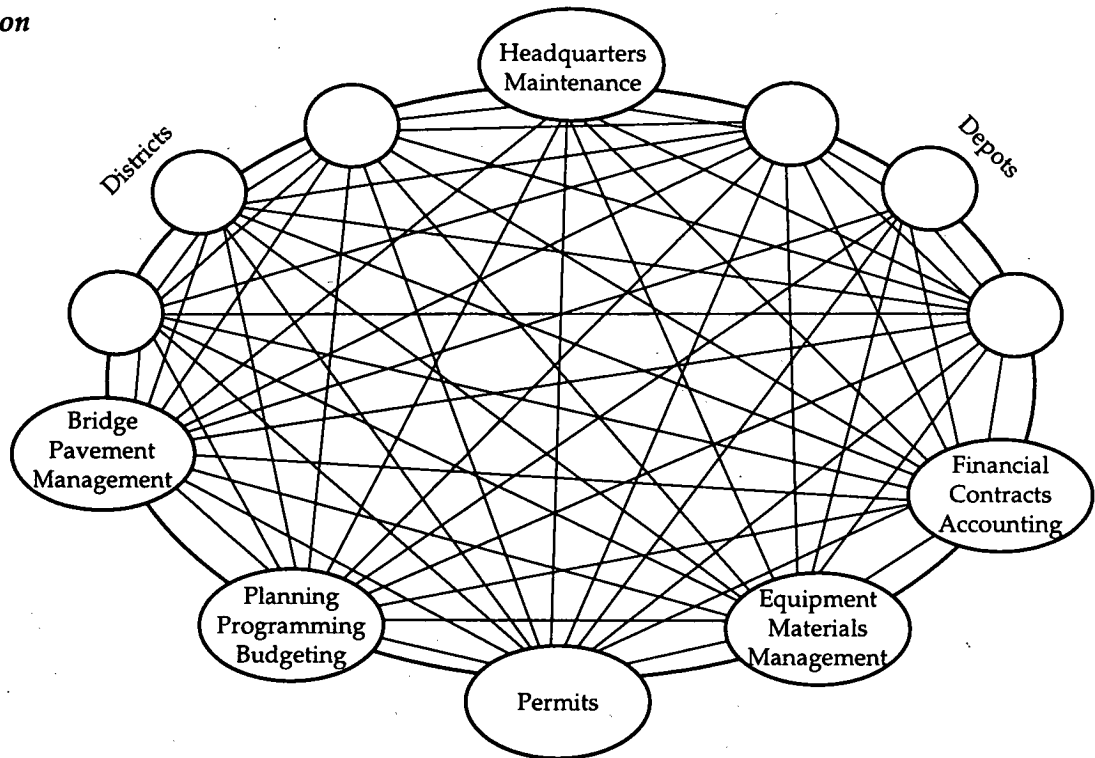 on
Headquarters
Maintenance
Districts
Depots
Bridge
Pavement
Management
Financial
Contracts
Accounting
Planning
Programming
Budgeting
Equipment
Materials
Management
Permits